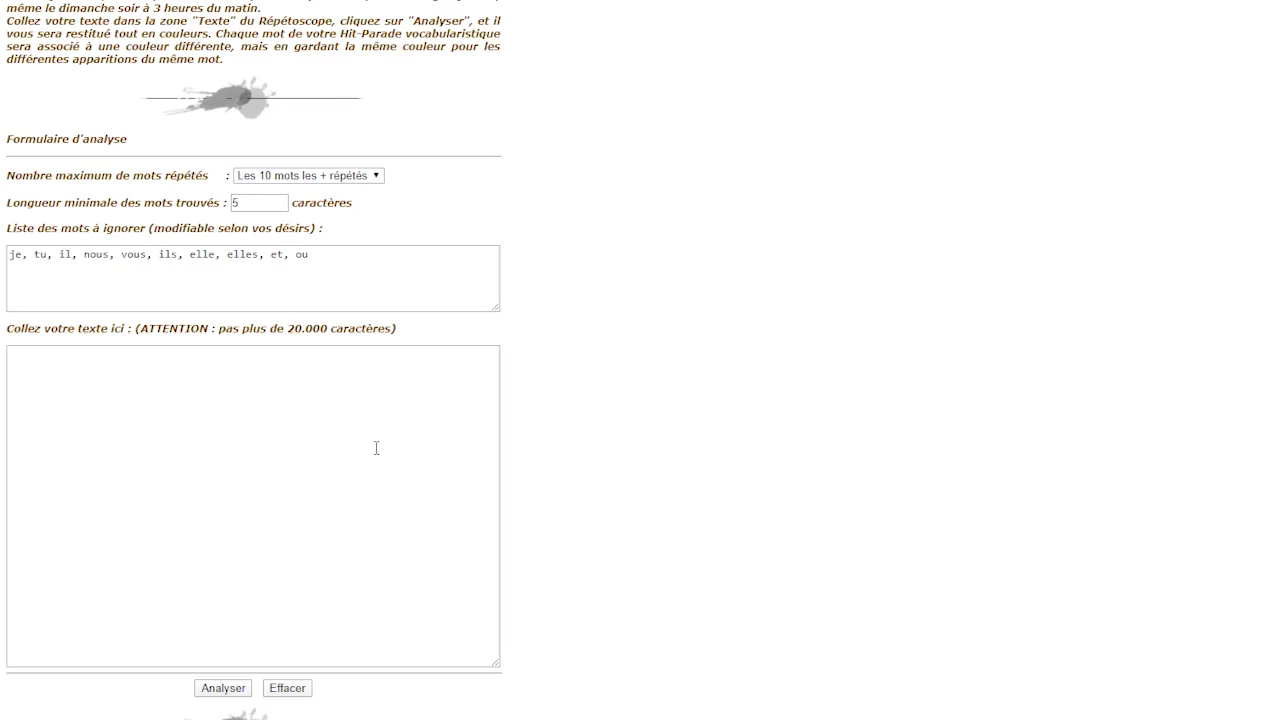 même le dimanche soir à 3 heures du matin.
Collez votre texte dans la zone "Texte" du Répétoscope, cliquez sur "Analyser", et il
vous sera restitué tout en couleurs. Chaque mot de votre Hit-Parade vocabularistique
sera associé à une couleur différente, mais en gardant la même couleur pour les
différentes apparitions du même mot.
Formulaire d'analyse
Nombre maximum de mots répétés : Les 10 mots les + répétés
Longueur minimale des mots trouvés : 5 caractères
Liste des mots à ignorer (modifiable selon vos désirs) :
je, tu, il, nous, vous, ils, elle, elles, et, ou
Collez votre texte ici : (ATTENTION : pas plus de 20.000 caractères)
Analyser Effacer